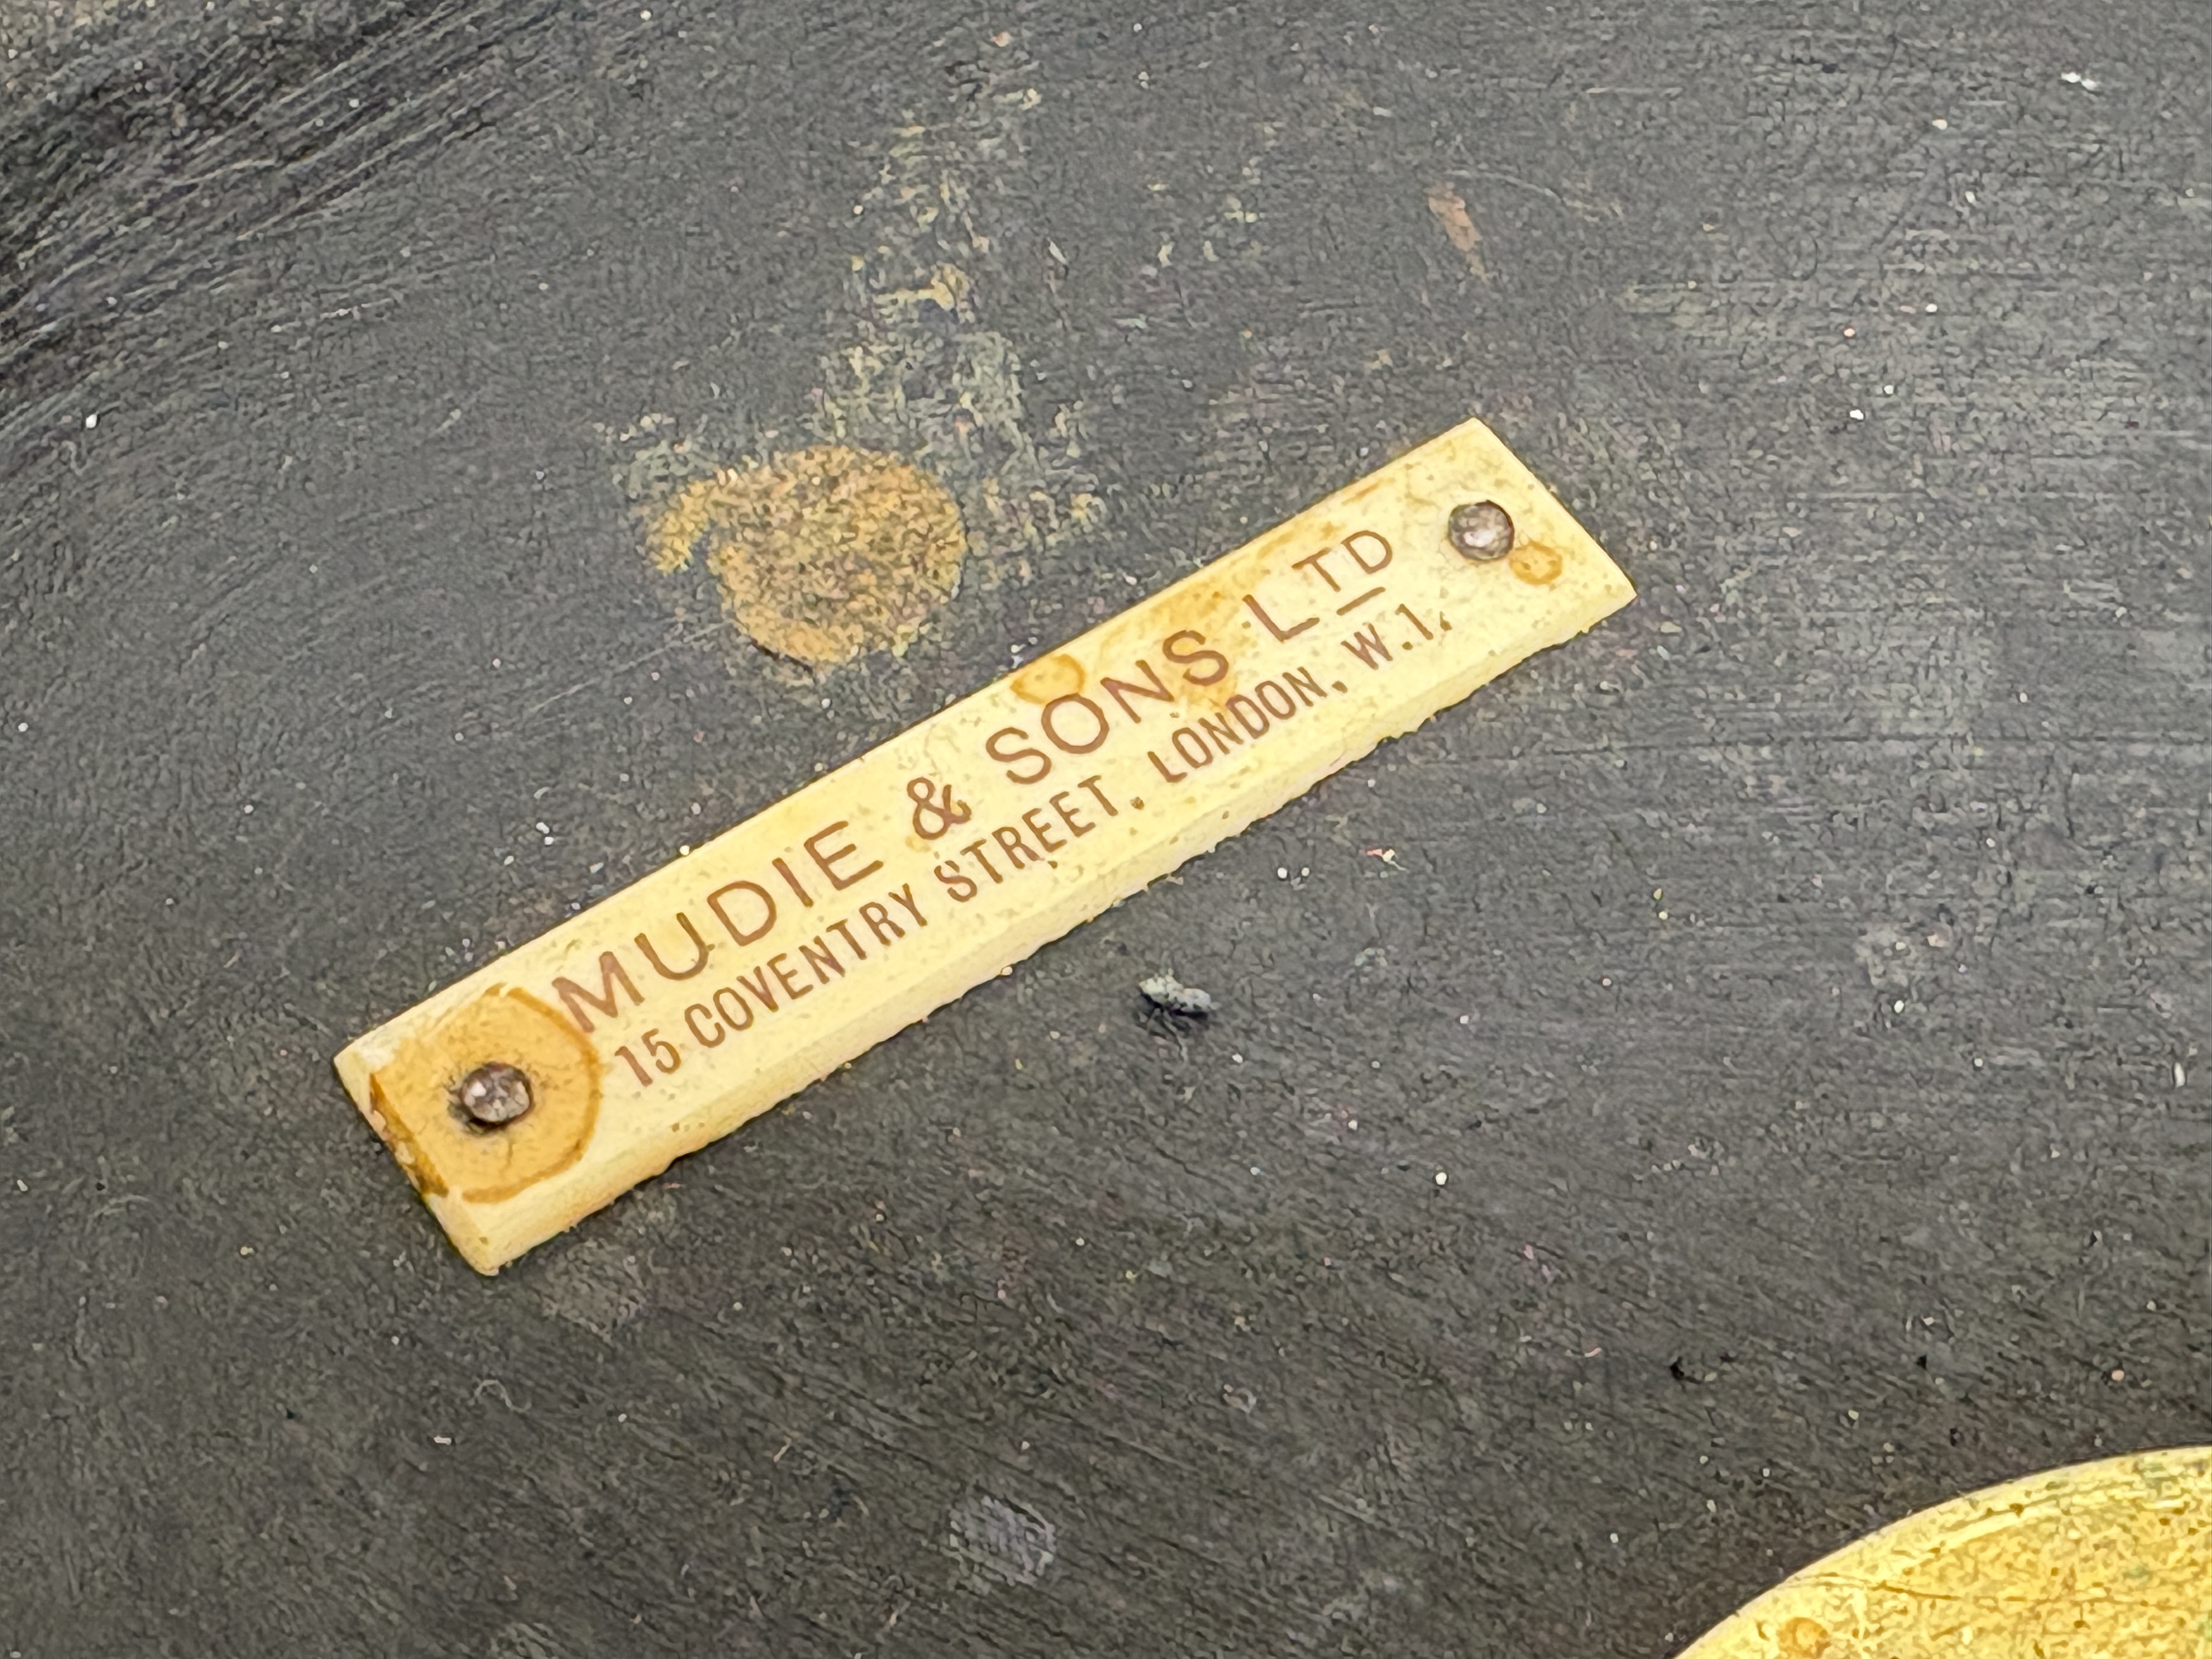 MUDIE & SONS LTD
15 COVENTRY STREET. LONDON, W.1.